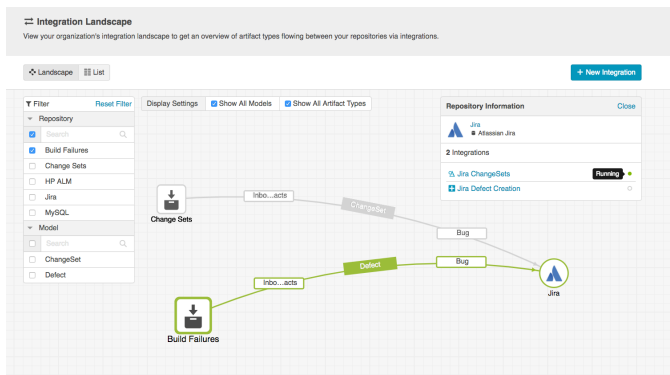 Integration Landscape
View your organization's integration landscape to get an overview of artifact types flowing between your repositories via integrations.
Landscape
List
+ New Integration
Filter
Reset Filter
Repository
Search
Build Failures
Change Sets
HP ALM
Jira
MySQL
Model
Search
ChangeSet
Defect
Display Settings
Show All Models
Show All Artifact Types
Repository Information
Close
Jira
Atlassian Jira
2 Integrations
Jira ChangeSets
Running
Jira Defect Creation
Inbo...acts
ChangeSet
Change Sets
Bug
Defect
Bug
Inbo...acts
Jira
Build Failures